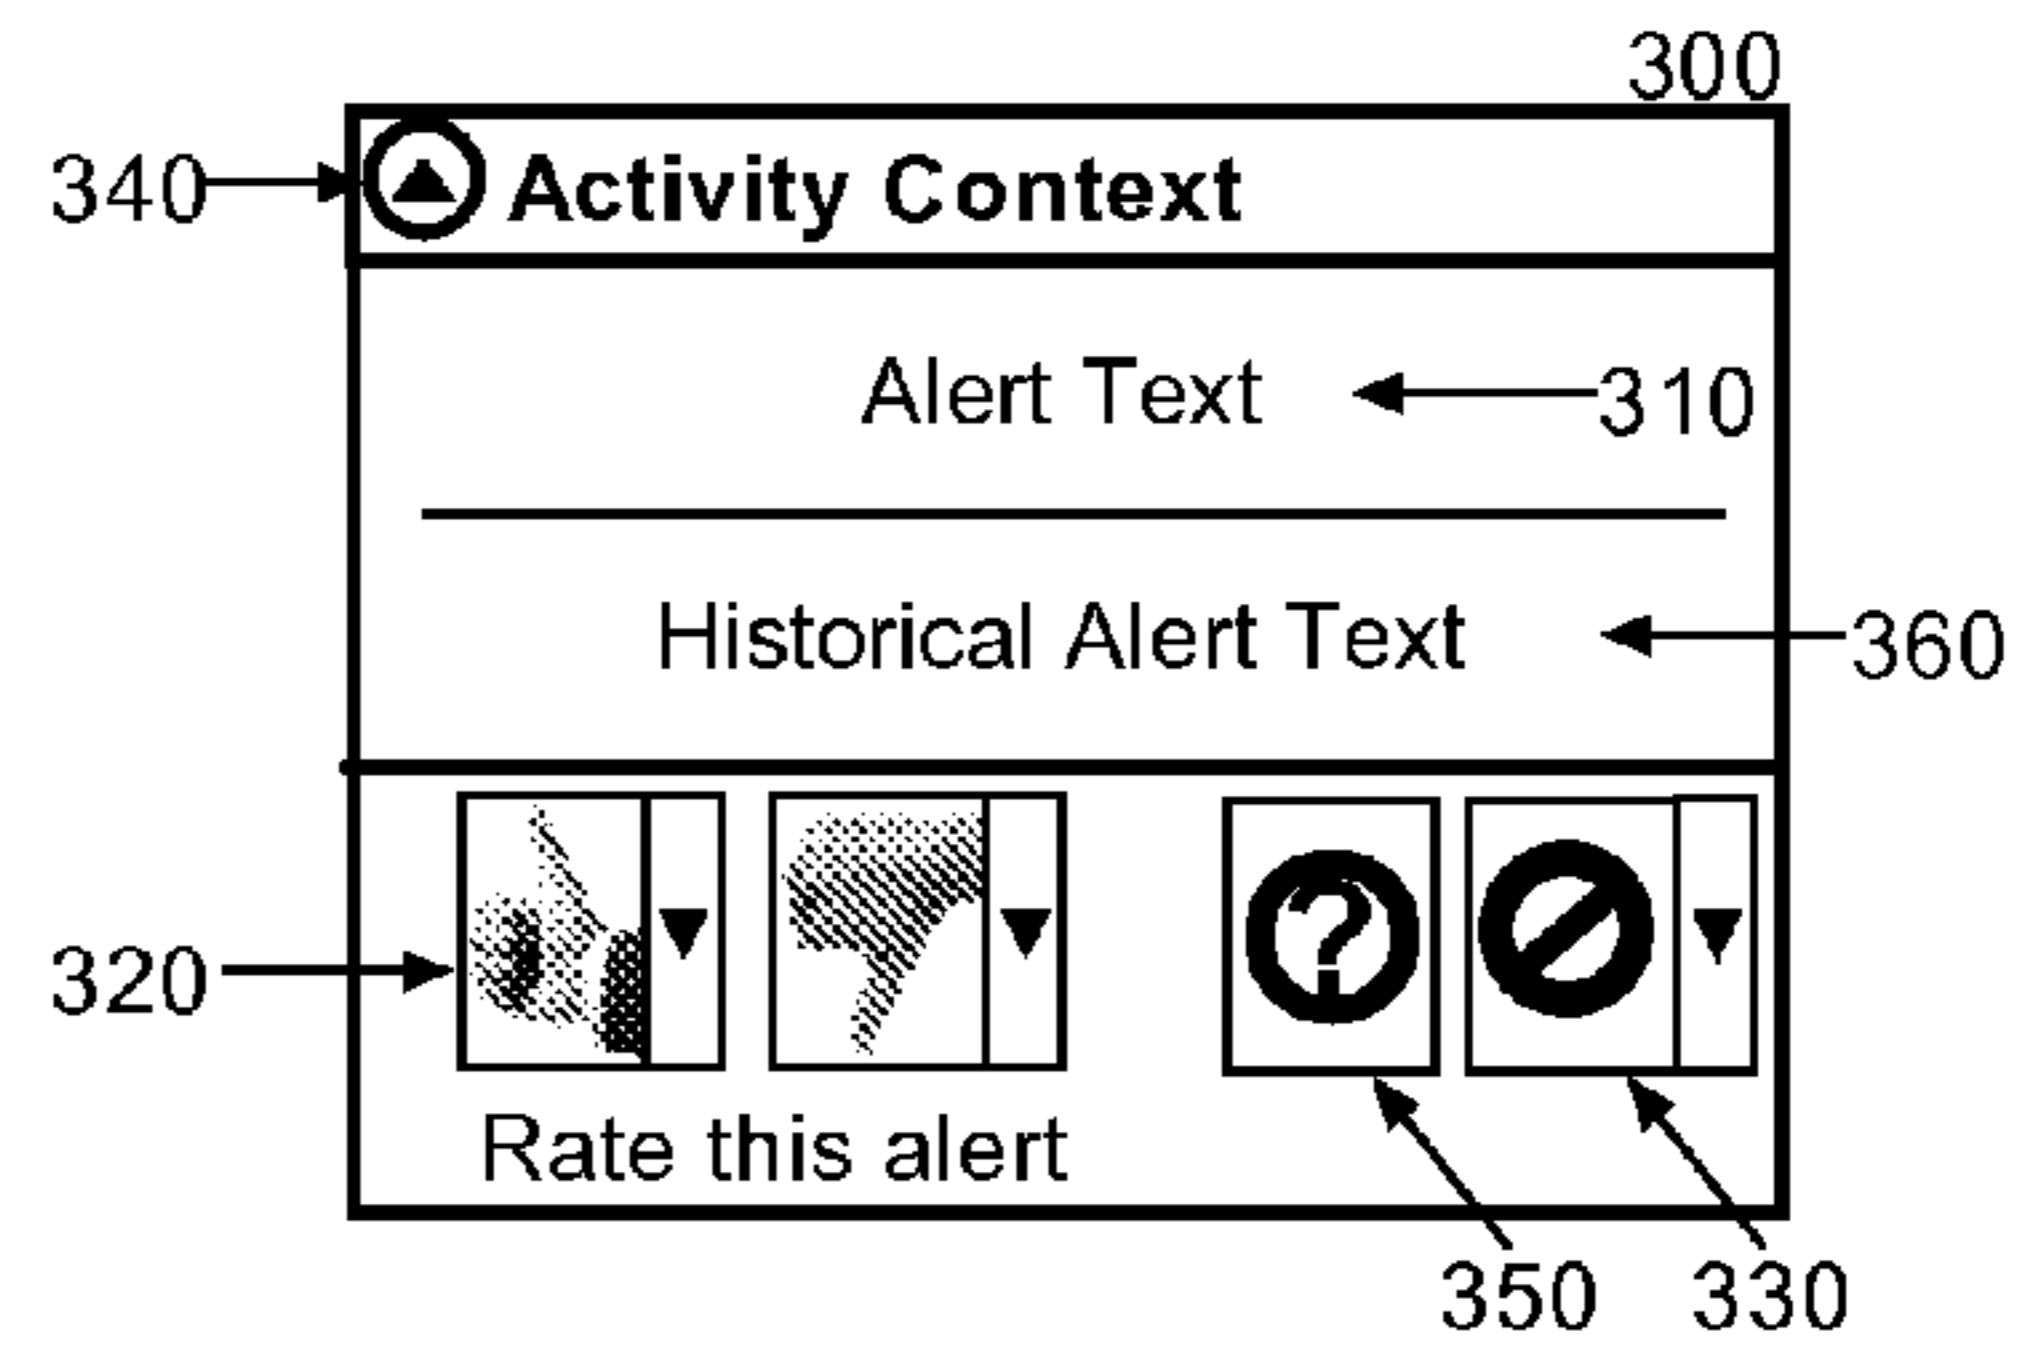 300
340 Activity Context
Alert Text 310
Historical Alert Text 360
?
320
Rate this alert
350 330